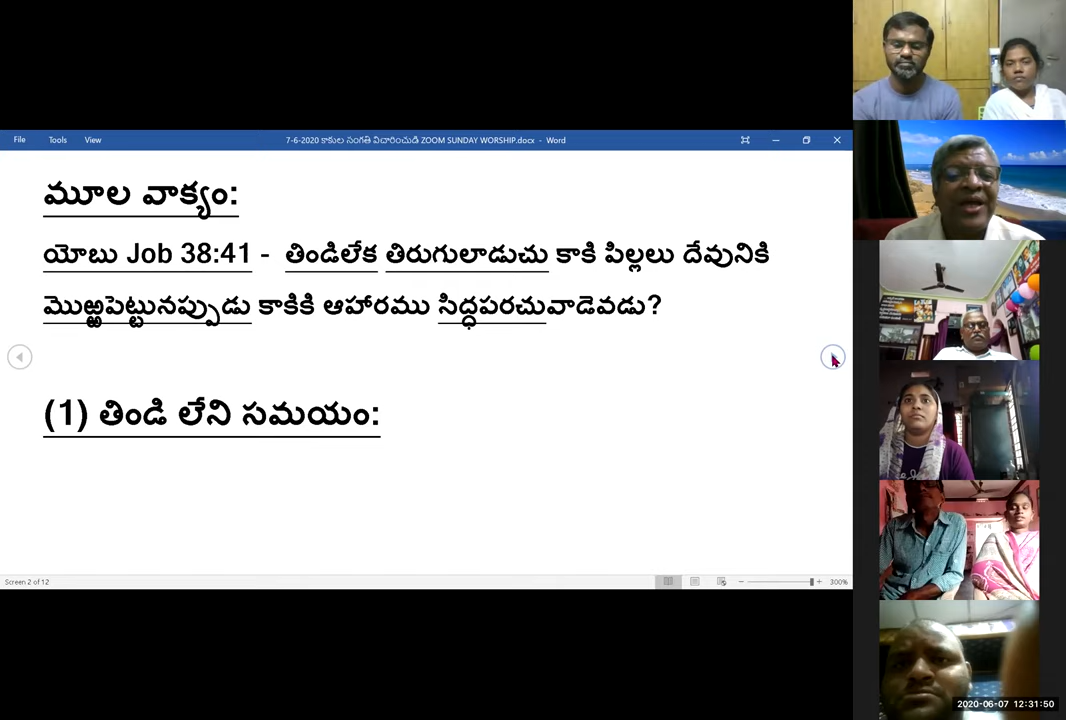 File Tools View 7-6-2020 కాకుల సంగతి విచారించుడి ZOOM SUNDAY WORSHIP.docx - Word
మూల వాక్యం:
యోబు Job 38:41 - తిండిలేక తిరుగులాడుచు కాకి పిల్లలు దేవునికి
మొఱ్ఱపెట్టునప్పుడు కాకికి ఆహారము సిద్ధపరచువాడెవడు?
(1) తిండి లేని సమయం:
Screen 2 of 12 300%
2020-06-07 12:31:50